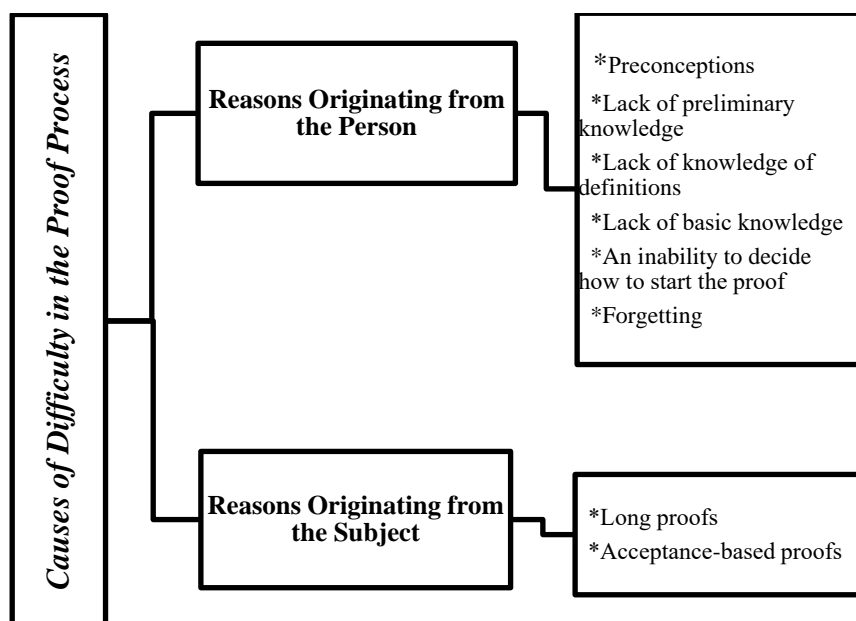 Causes of Difficulty in the Proof Process
Reasons Originating from
the Person
*Preconceptions
*Lack of preliminary
knowledge
*Lack of knowledge of
definitions
*Lack of basic knowledge
*An inability to decide
how to start the proof
*Forgetting
Reasons Originating from
the Subject
*Long proofs
*Acceptance-based proofs